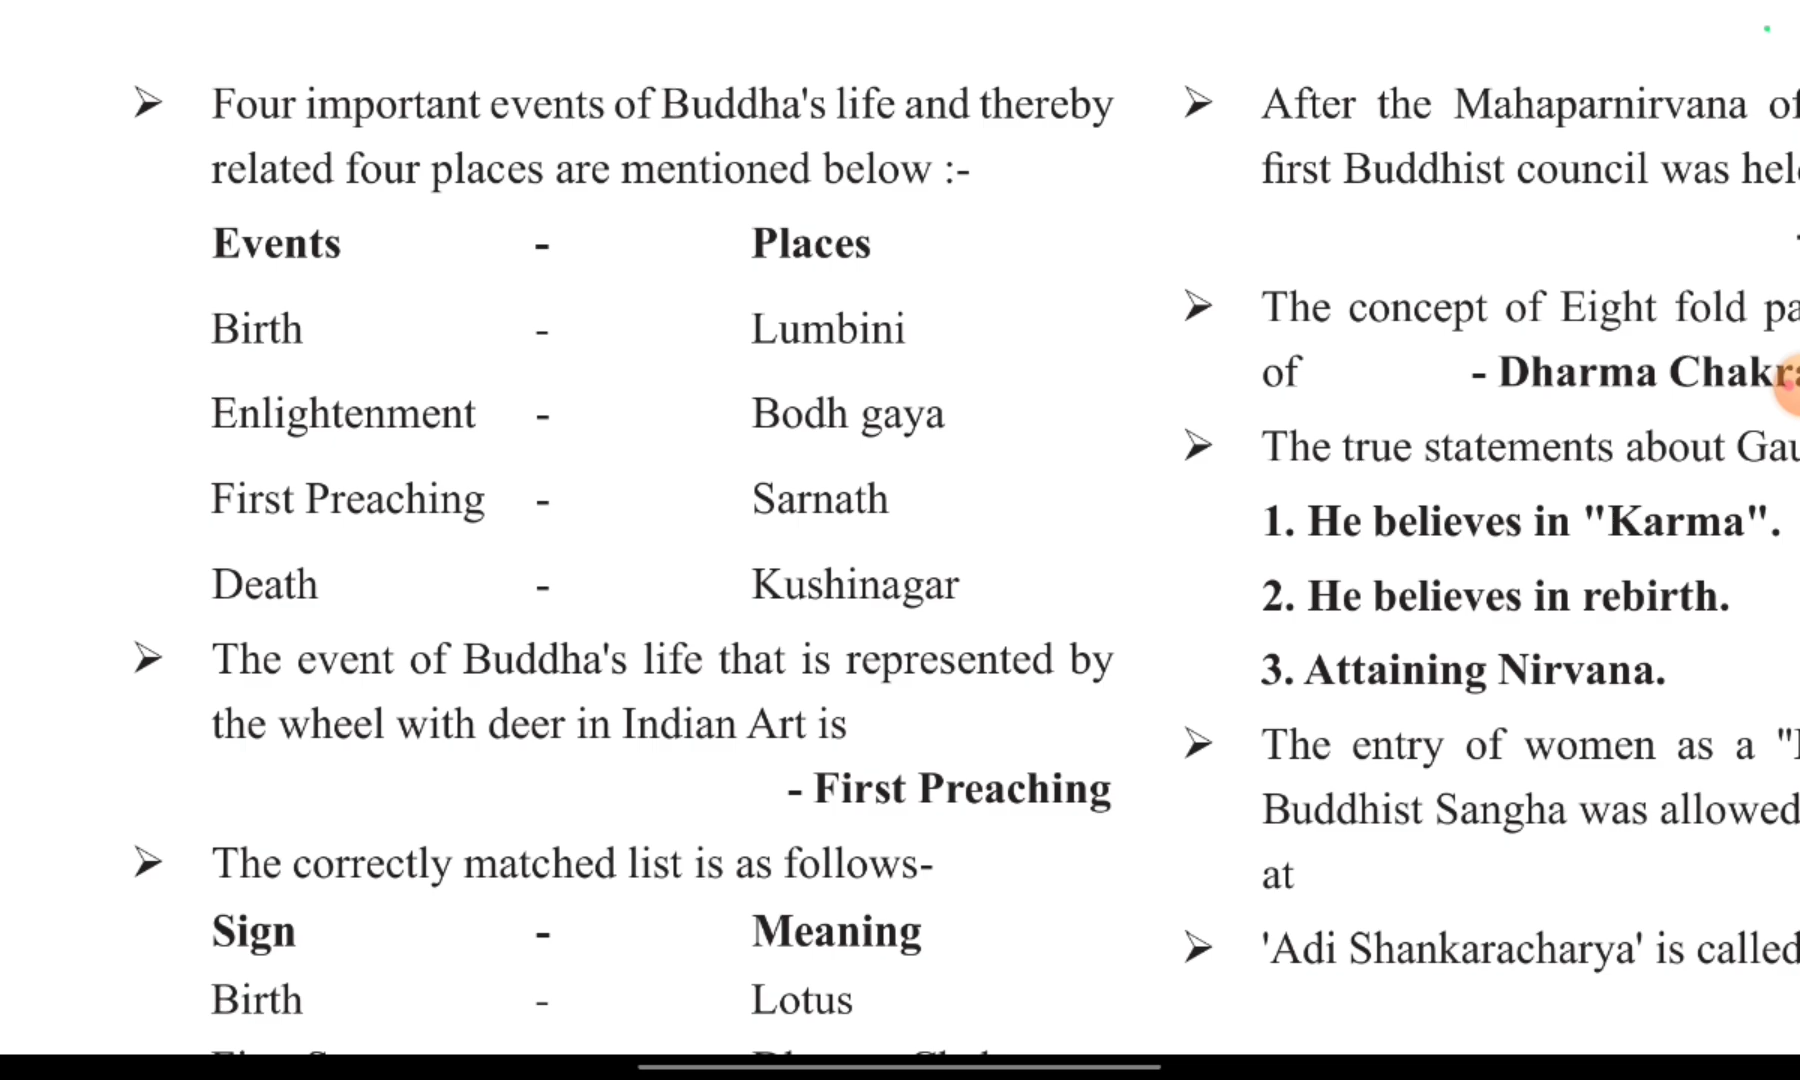 ➢ Four important events of Buddha's life and thereby
related four places are mentioned below :-
Events - Places
Birth - Lumbini
Enlightenment - Bodh gaya
First Preaching - Sarnath
Death - Kushinagar
➢ The event of Buddha's life that is represented by
the wheel with deer in Indian Art is
- First Preaching
➢ The correctly matched list is as follows-
Sign - Meaning
Birth - Lotus
➢ After the Mahaparnirvana
first Buddhist council was
➢ The concept of Eight fold
of - Dharma
➢ The true statements about
1. He believes in "Karma".
2. He believes in rebirth.
3. Attaining Nirvana.
➢ The entry of women as a
Buddhist Sangha was allowed
at
➢ 'Adi Shankaracharya' is called